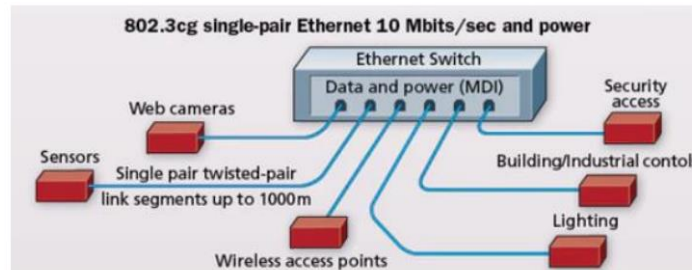 802.3cg single-pair Ethernet 10 Mbits/sec and power
Ethernet Switch
Data and power (MDI)
Web cameras
Security
access
Sensors
Single pair twisted-pair
link segments up to 1000m
Building/Industrial contol
Lighting
Wireless access points